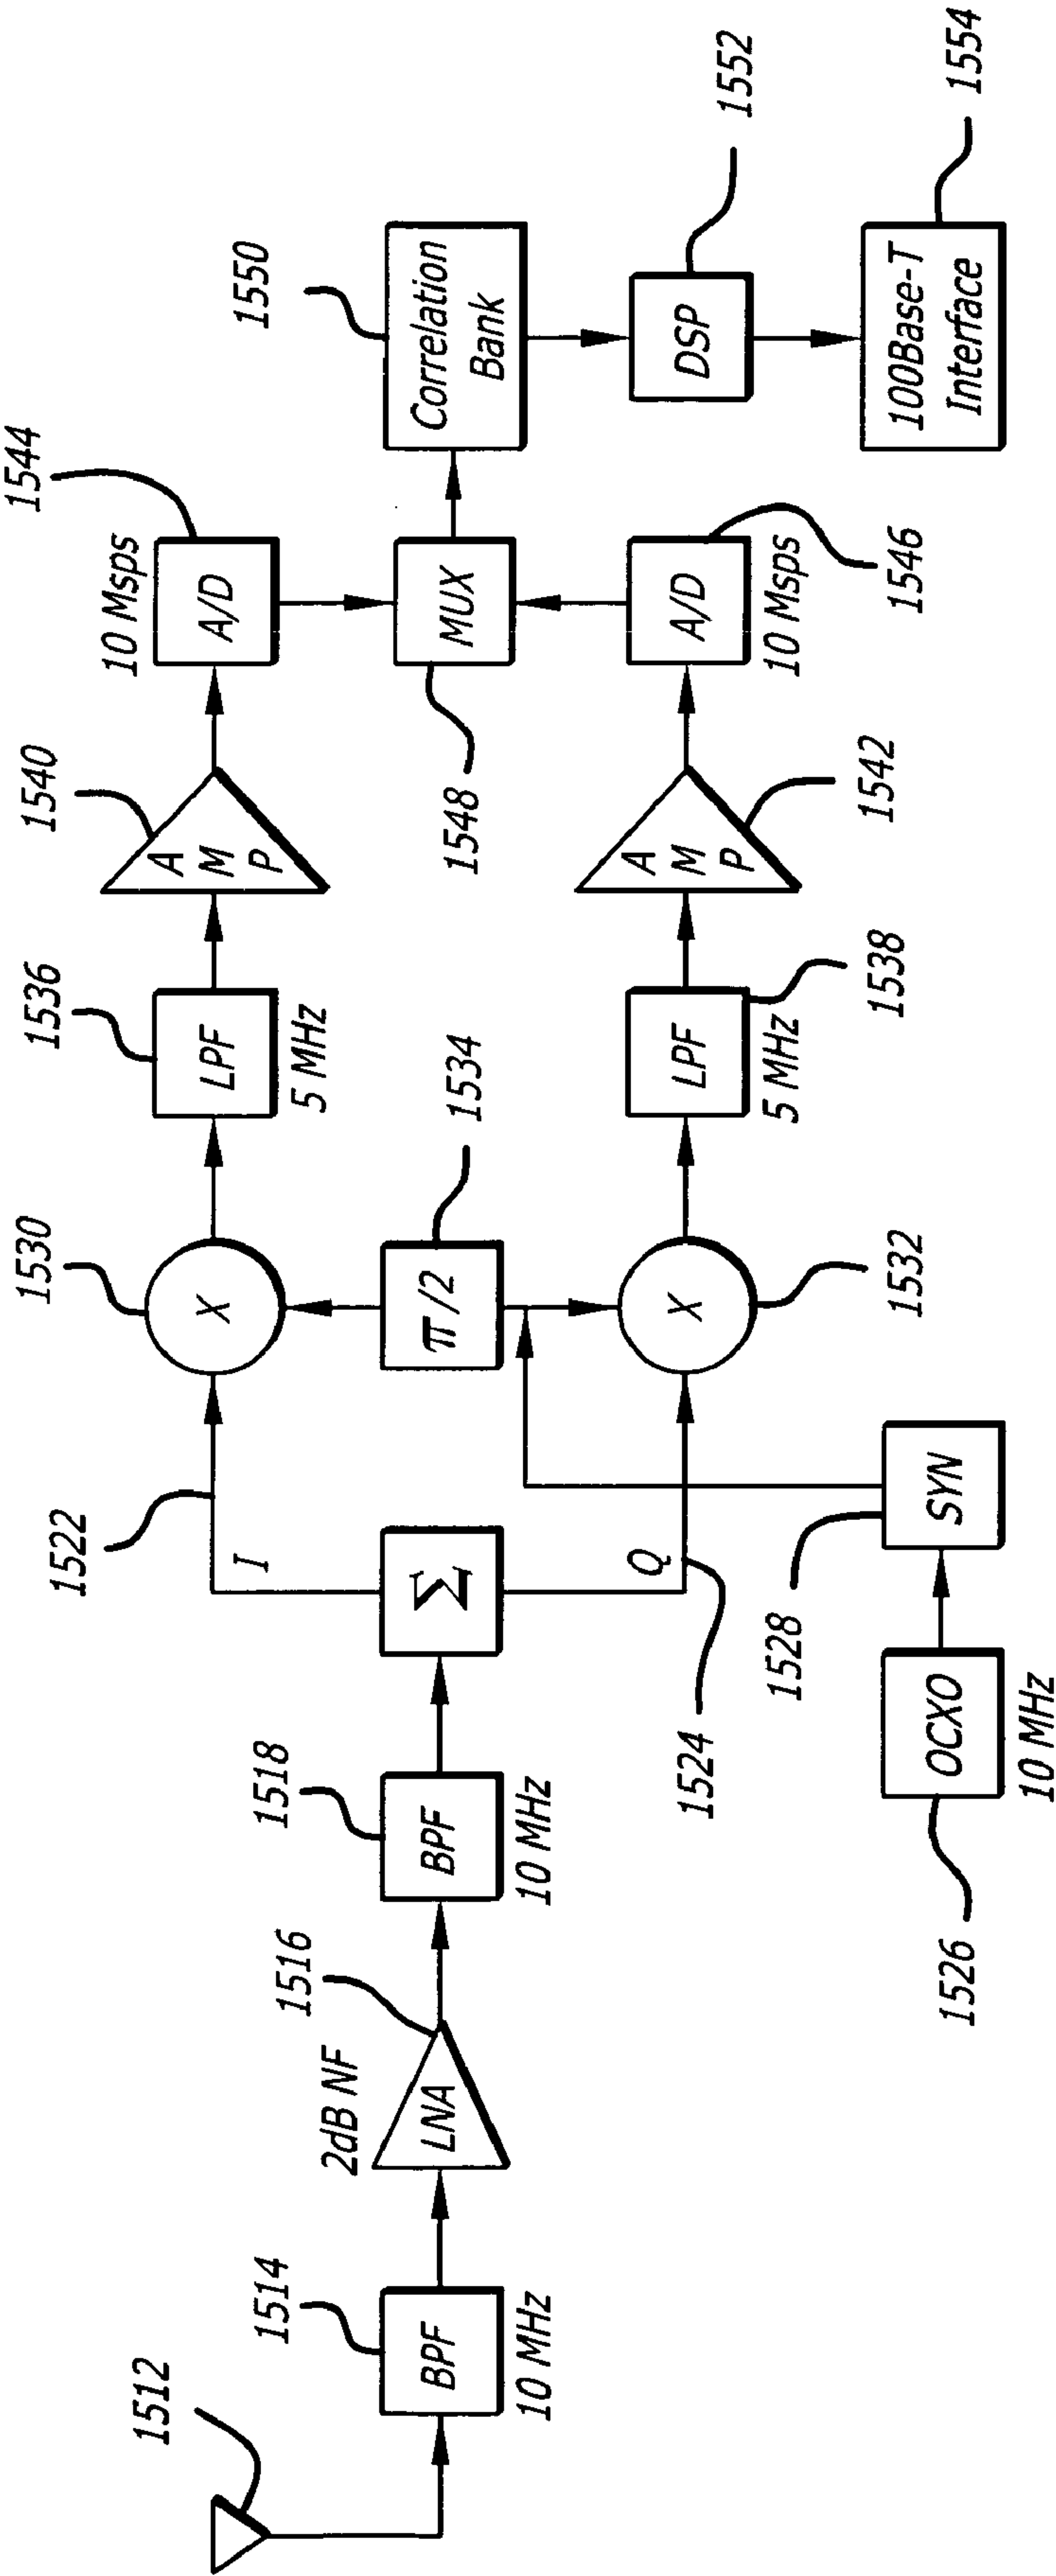 1512
1514
BPF
10 MHz
2dB NF
1516
LNA
1518
BPF
10 MHz
Σ
1522
I
Q
1524
1526
OCXO
10 MHz
1528
SYN
1530
X
π/2
1534
X
1532
1536
LPF
5 MHz
LPF
5 MHz
1538
1540
A
M
P
A
M
P
1542
10 Msps
1544
A/D
MUX
1548
A/D
10 Msps
1546
1550
Correlation
Bank
DSP
1552
100Base-T
Interface
1554